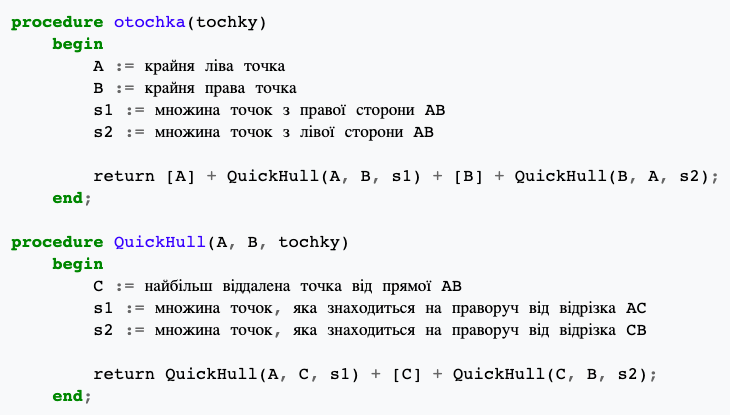 procedure otochka(tochky)
begin
A := крайня ліва точка
B := крайня права точка
s1 := множина точок з правої сторони AB
s2 := множина точок з лівої сторони AB
return [A] + QuickHull(A, B, s1) + [B] + QuickHull(B, A, s2);
end;
procedure QuickHull(A, B, tochky)
begin
C := найбільш віддалена точка від прямої AB
s1 := множина точок, яка знаходиться на праворуч від відрізка AC
s2 := множина точок, яка знаходиться на праворуч від відрізка CB
return QuickHull(A, C, s1) + [C] + QuickHull(C, B, s2);
end;